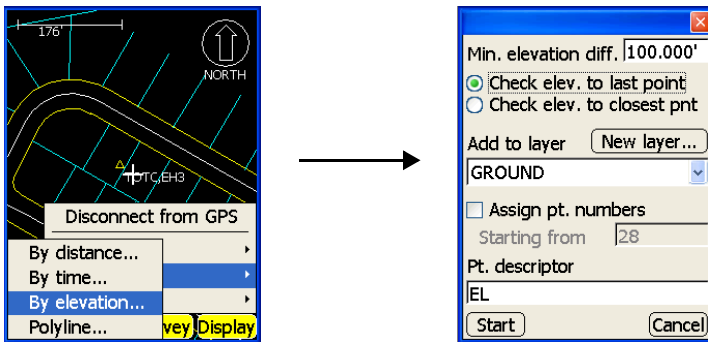 176'
NORTH
TOTC,EH3
Disconnect from GPS
By distance...
By time...
By elevation...
Polyline...
vey
Display
Min. elevation diff. 100.000'
Check elev. to last point
Check elev. to closest pnt
Add to layer New layer...
GROUND
Assign pt. numbers
Starting from 28
Pt. descriptor
EL
Start Cancel